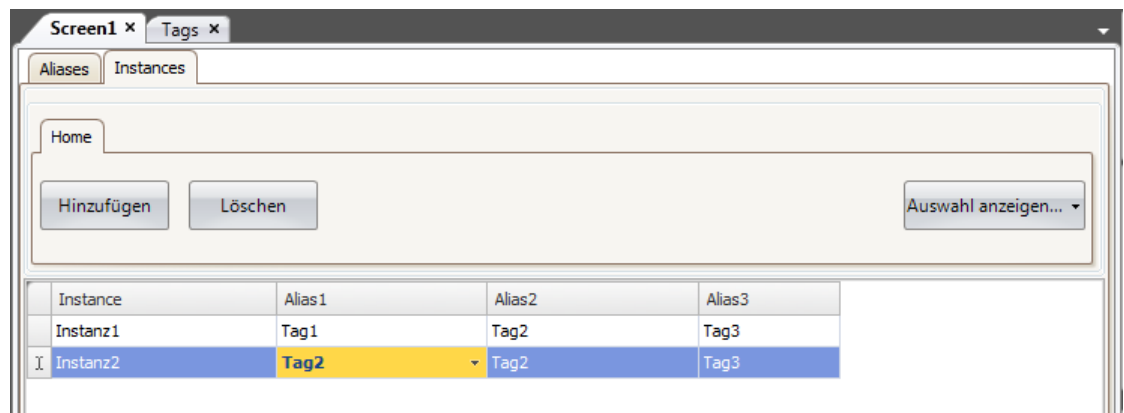 Screen1 × Tags ×
Aliases Instances
Home
Hinzufügen Löschen Auswahl anzeigen...
Instance Alias1 Alias2 Alias3
Instanz1 Tag1 Tag2 Tag3
Instanz2 Tag2 Tag2 Tag3